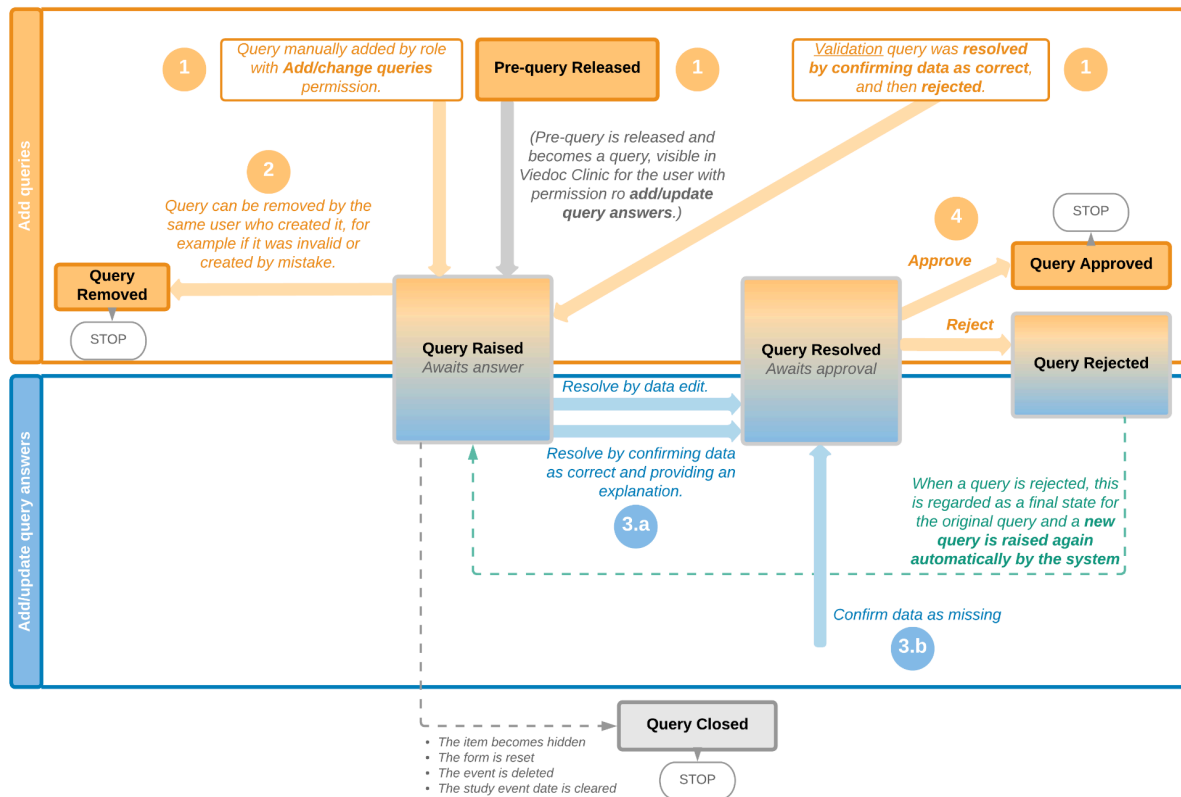 Add queries
1
Query manually added by role
with Add/change queries
permission.
Pre-query Released
1
Validation query was resolved
by confirming data as correct,
and then rejected.
1
(Pre-query is released and
becomes a query, visible in
Viedoc Clinic for the user with
permission ro add/update
query answers.)
2
Query can be removed by the
same user who created it, for
example if it was invalid or
created by mistake.
Query
Removed
STOP
4
STOP
Approve
Query Approved
Reject
Query Rejected
Query Raised
Awaits answer
Query Resolved
Awaits approval
Add/update query answers
Resolve by data edit.
Resolve by confirming data
as correct and providing an
explanation.
3.a
When a query is rejected, this
is regarded as a final state for
the original query and a new
query is raised again
automatically by the system
Confirm data as missing
3.b
Query Closed
STOP
• The item becomes hidden
• The form is reset
• The event is deleted
• The study event date is cleared